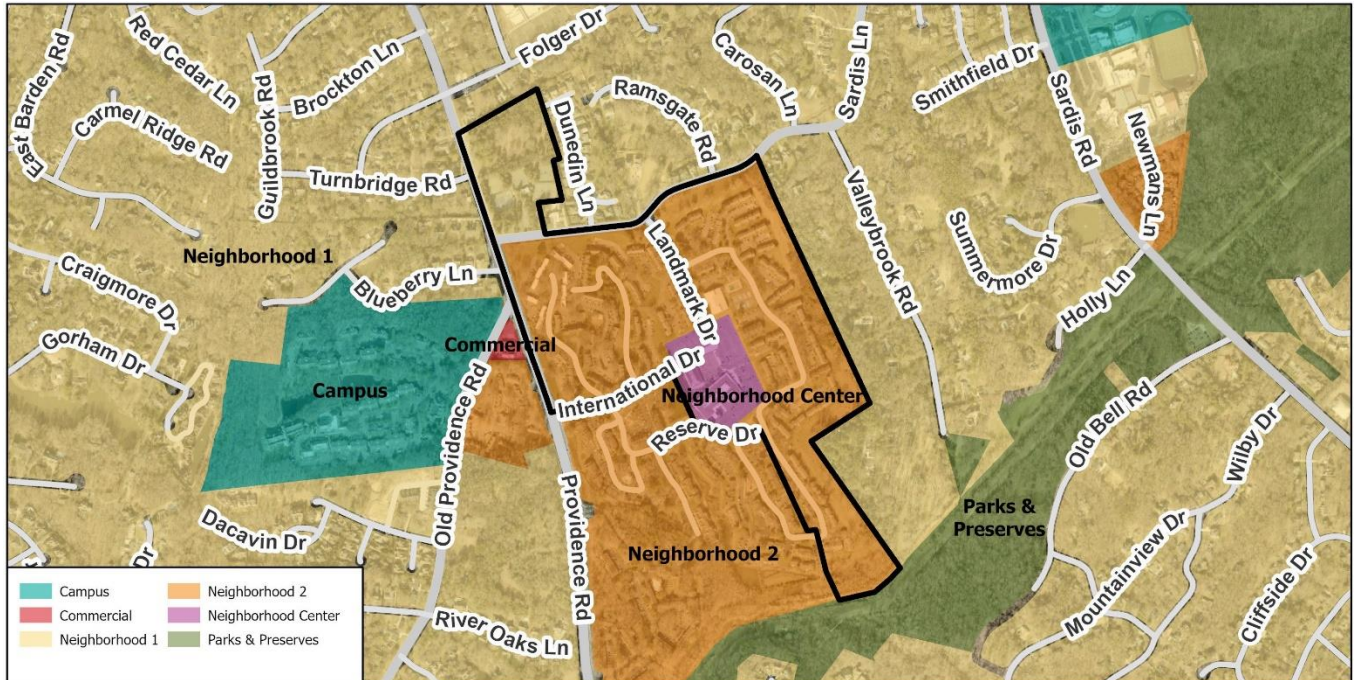 East Barden Rd
Red Cedar Ln
Carmel Ridge Rd
Guildbrook Rd
Brockton Ln
Folger Dr
Turnbridge Rd
Dunedin Ln
Ramsgate Rd
Carosan Ln
Sardis Ln
Smithfield Dr
Sardis Rd
Newmans Ln
Neighborhood 1
Craigmore Dr
Gorham Dr
Blueberry Ln
Landmark Dr
Valleybrook Rd
Summermore Dr
Holly Ln
Commercial
Campus
Old Providence Rd
International Dr
Neighborhood Center
Reserve Dr
Old Bell Rd
Wilby Dr
Dacavin Dr
Dr
Providence Rd
Neighborhood 2
Parks &
Preserves
Mountainview Dr
Cliffside Dr
River Oaks Ln
Campus
Commercial
Neighborhood 1
Neighborhood 2
Neighborhood Center
Parks & Preserves